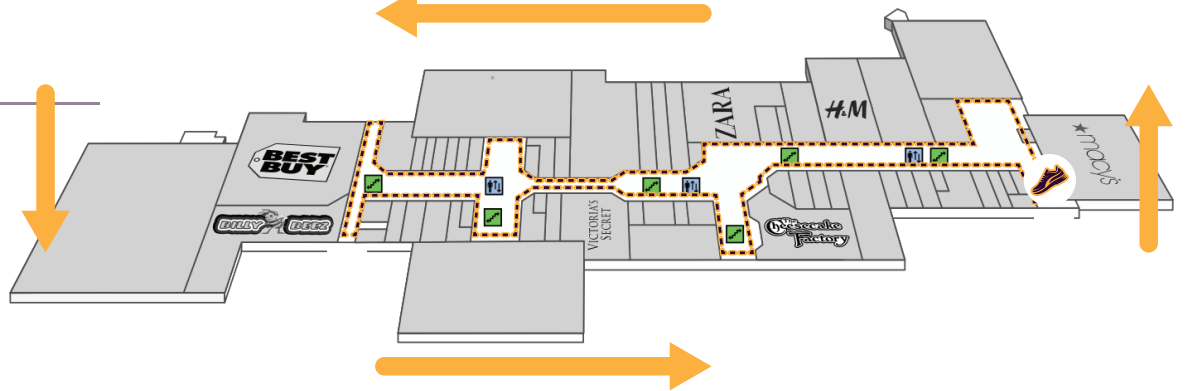 ZARA
H&M
macy's
BEST
BUY
BILLY BEEZ
VICTORIA'S
SECRET
The
Cheesecake
Factory